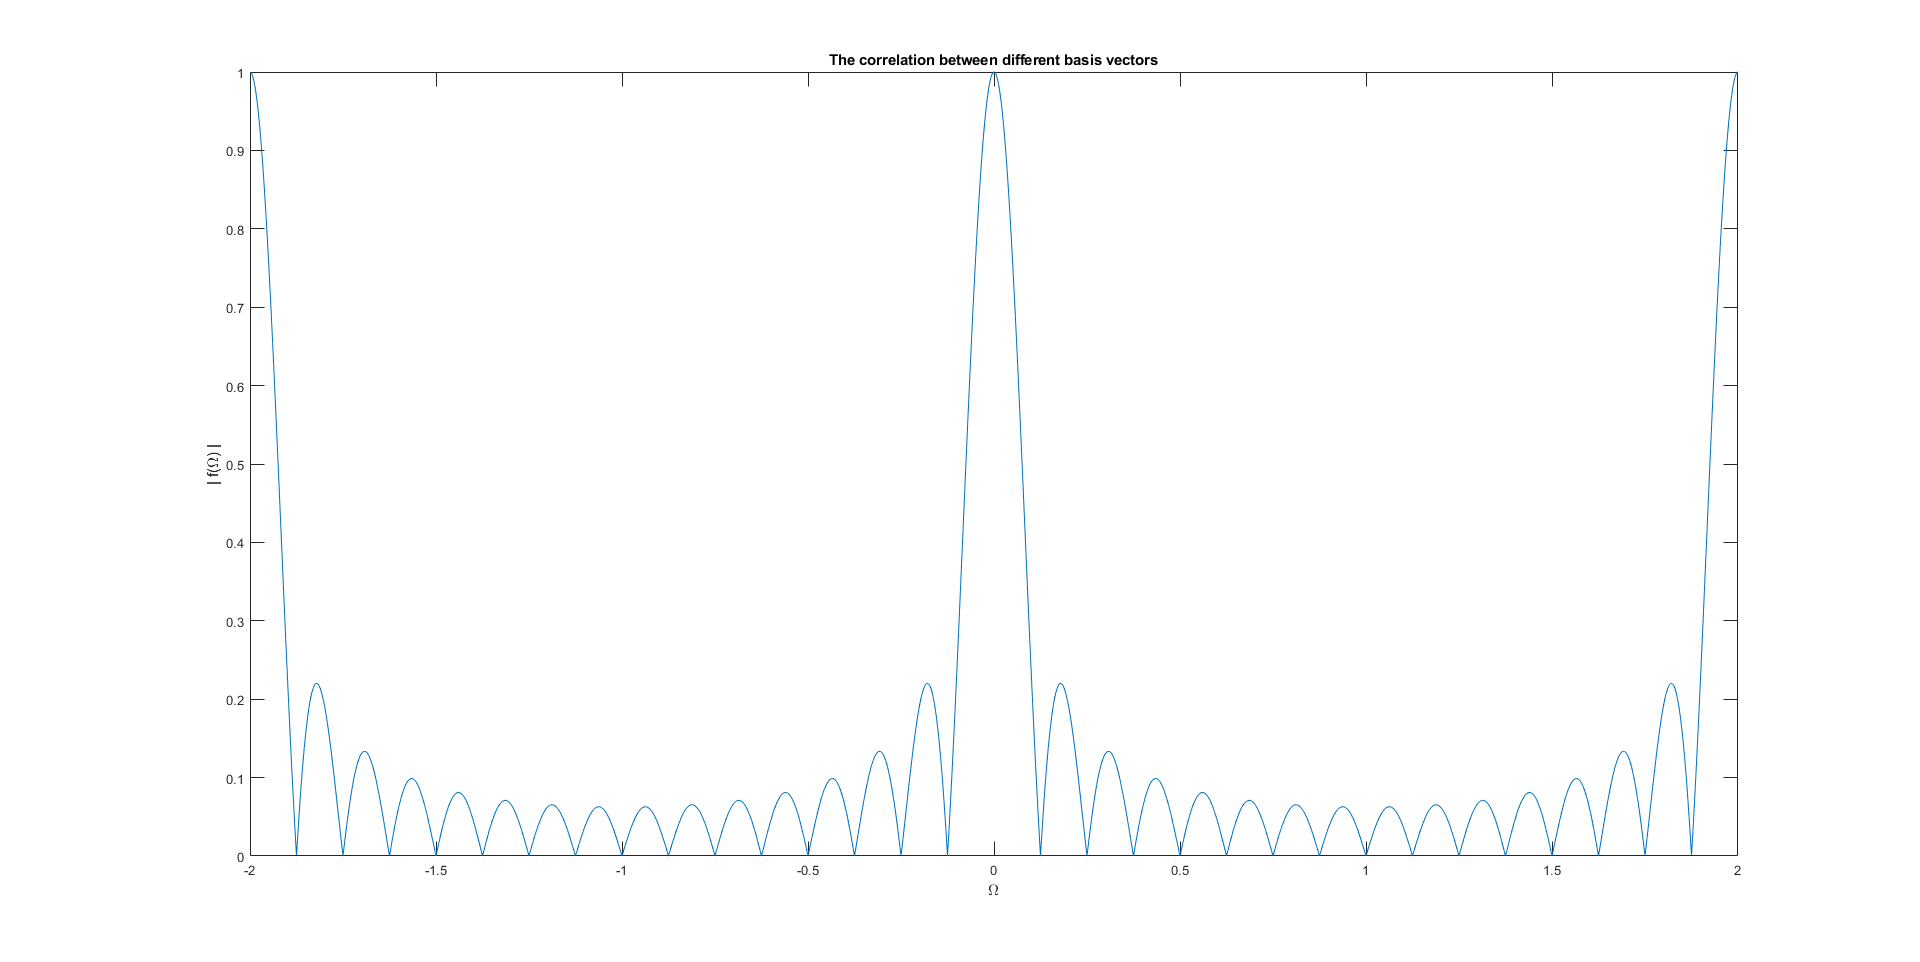 The correlation between different basis vectors
1
0.9
0.8
0.7
0.6
0.5
0.4
0.3
0.2
0.1
0
| f(Ω) |
-2 -1.5 -1 -0.5 0 0.5 1 1.5 2
Ω